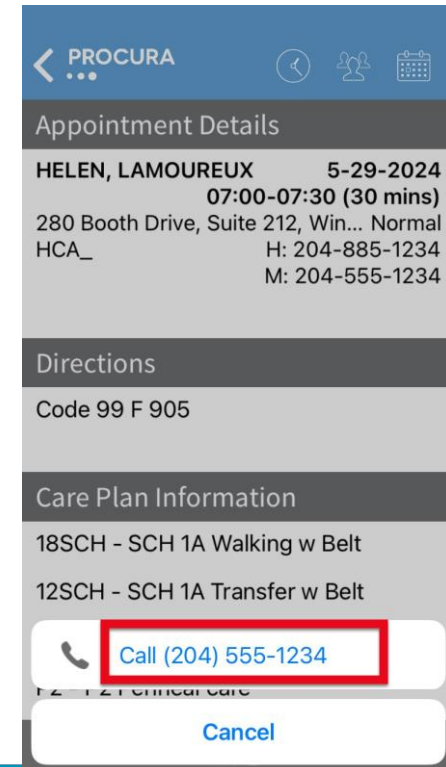 PROCURA
Appointment Details
HELEN, LAMOUREUX 5-29-2024
07:00-07:30 (30 mins)
280 Booth Drive, Suite 212, Win... Normal
HCA_ H: 204-885-1234
M: 204-555-1234
Directions
Code 99 F 905
Care Plan Information
18SCH - SCH 1A Walking w Belt
12SCH - SCH 1A Transfer w Belt
Call (204) 555-1234
Cancel